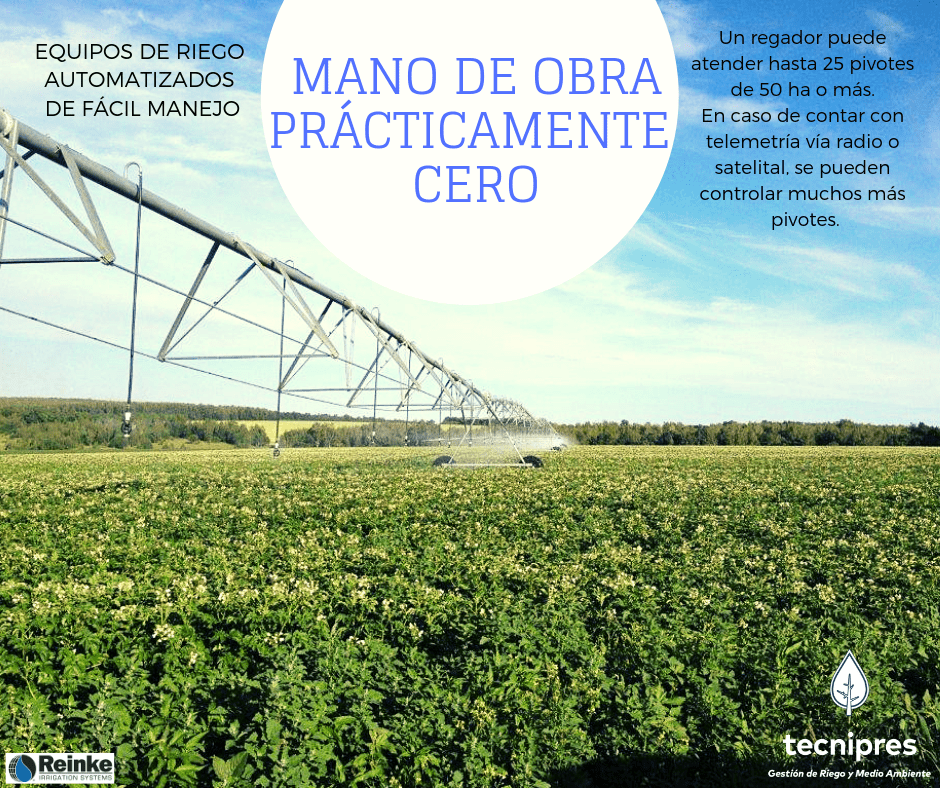 EQUIPOS DE RIEGO
AUTOMATIZADOS
DE FÁCIL MANEJO
MANO DE OBRA
PRÁCTICAMENTE
CERO
Un regador puede
atender hasta 25 pivotes
de 50 ha o más.
En caso de contar con
telemetría vía radio o
satelital, se pueden
controlar muchos más
pivotes.
Reinke
IRRIGATION SYSTEMS
tecnipres
Gestión de Riego y Medio Ambiente